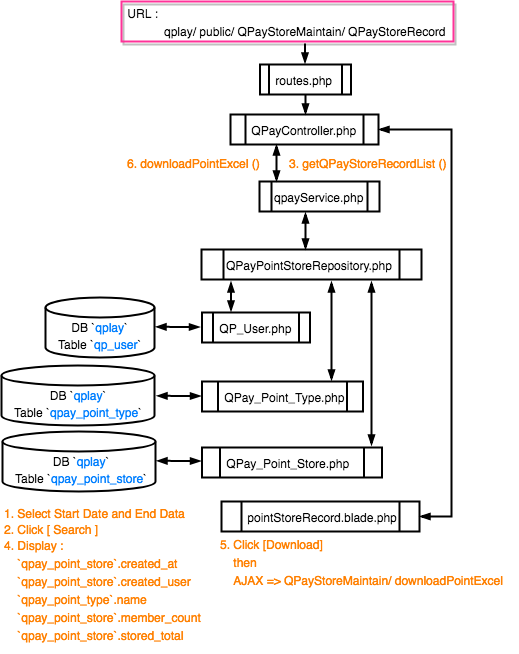 URL :
qplay/ public/ QPayStoreMaintain/ QPayStoreRecord
routes.php
QPayController.php
6. downloadPointExcel ()
3. getQPayStoreRecordList ()
qpayService.php
QPayPointStoreRepository.php
DB `qplay`
Table `qp_user`
QP_User.php
DB `qplay`
Table `qpay_point_type`
QPay_Point_Type.php
DB `qplay`
Table `qpay_point_store`
QPay_Point_Store.php
1. Select Start Date and End Data
2. Click [ Search ]
4. Display :
`qpay_point_store`.created_at
`qpay_point_store`.created_user
`qpay_point_type`.name
`qpay_point_store`.member_count
`qpay_point_store`.stored_total
pointStoreRecord.blade.php
5. Click [Download]
then
AJAX => QPayStoreMaintain/ downloadPointExcel